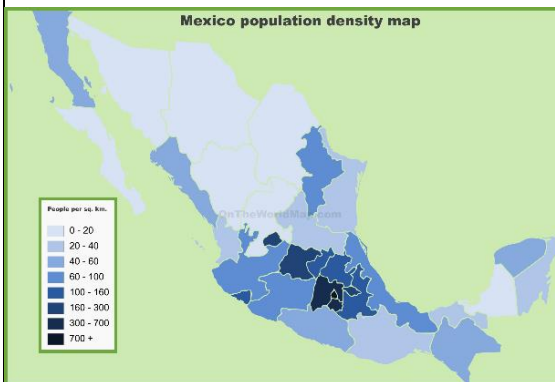 Mexico population density map
OnTheWorldMap.com
People per sq. km.
0 - 20
20 - 40
40 - 60
60 - 100
100 - 160
160 - 300
300 - 700
700 +